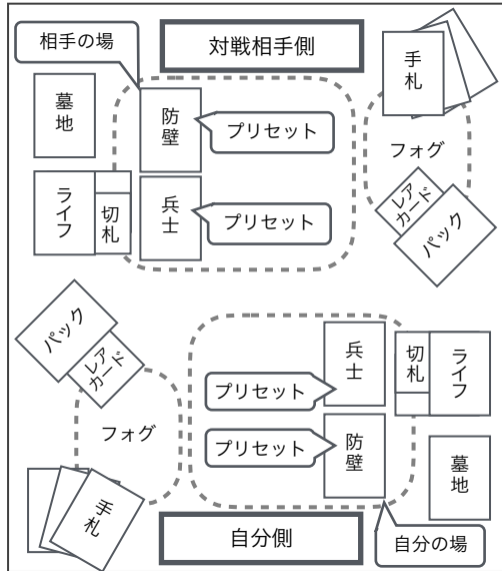 相手の場
対戦相手側
手札
墓地
防壁
プリセット
フォグ
ライフ
切札
兵士
プリセット
レア
カード
パック
パック
レア
カード
兵士
切札
ライフ
プリセット
フォグ
プリセット
防壁
墓地
手札
自分側
自分の場